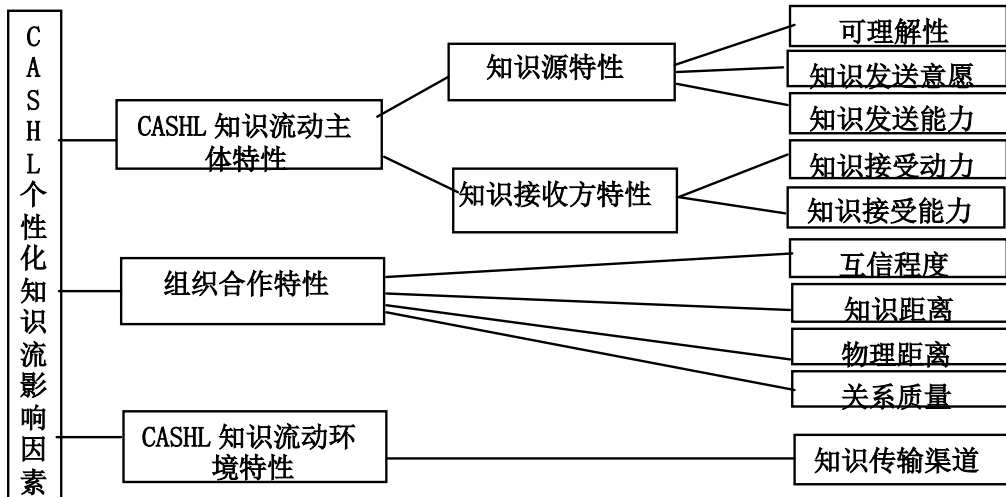 CASHL个性化知识流影响因素
CASHL 知识流动主
体特性
知识源特性
可理解性
知识发送意愿
知识发送能力
知识接收方特性
知识接受动力
知识接受能力
组织合作特性
互信程度
知识距离
物理距离
关系质量
CASHL 知识流动环
境特性
知识传输渠道